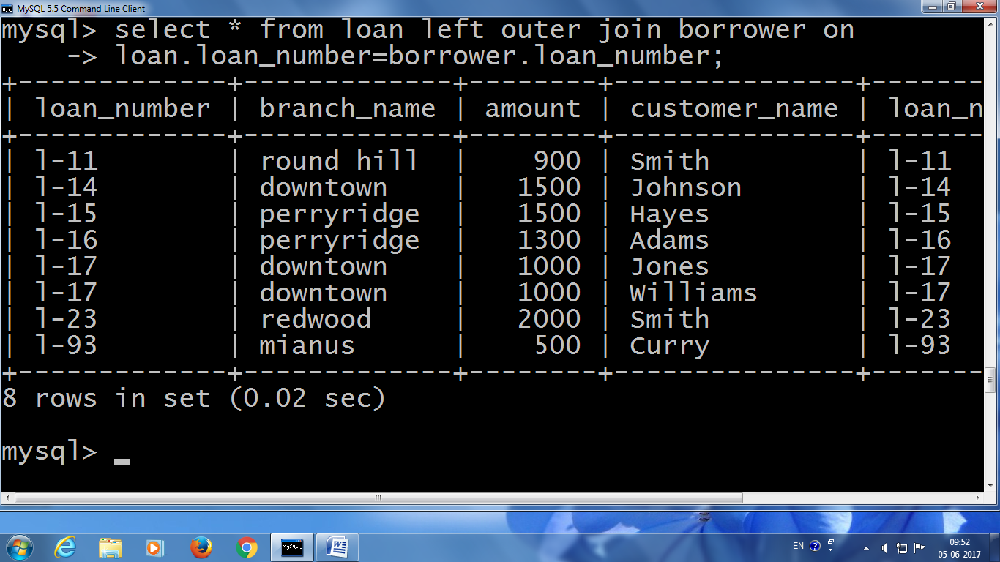 MySQL 5.5 Command Line Client
mysql> select * from loan left outer join borrower on
    -> loan.loan_number=borrower.loan_number;
+-------------+-------------+--------+---------------+-------
| loan_number | branch_name | amount | customer_name | loan_n
+-------------+-------------+--------+---------------+-------
| l-11        | round hill  |    900 | Smith         | l-11
| l-14        | downtown    |   1500 | Johnson       | l-14
| l-15        | perryridge  |   1500 | Hayes         | l-15
| l-16        | perryridge  |   1300 | Adams         | l-16
| l-17        | downtown    |   1000 | Jones         | l-17
| l-17        | downtown    |   1000 | Williams      | l-17
| l-23        | redwood     |   2000 | Smith         | l-23
| l-93        | mianus      |    500 | Curry         | l-93
+-------------+-------------+--------+---------------+-------
8 rows in set (0.02 sec)
mysql> _
EN
09:52
05-06-2017